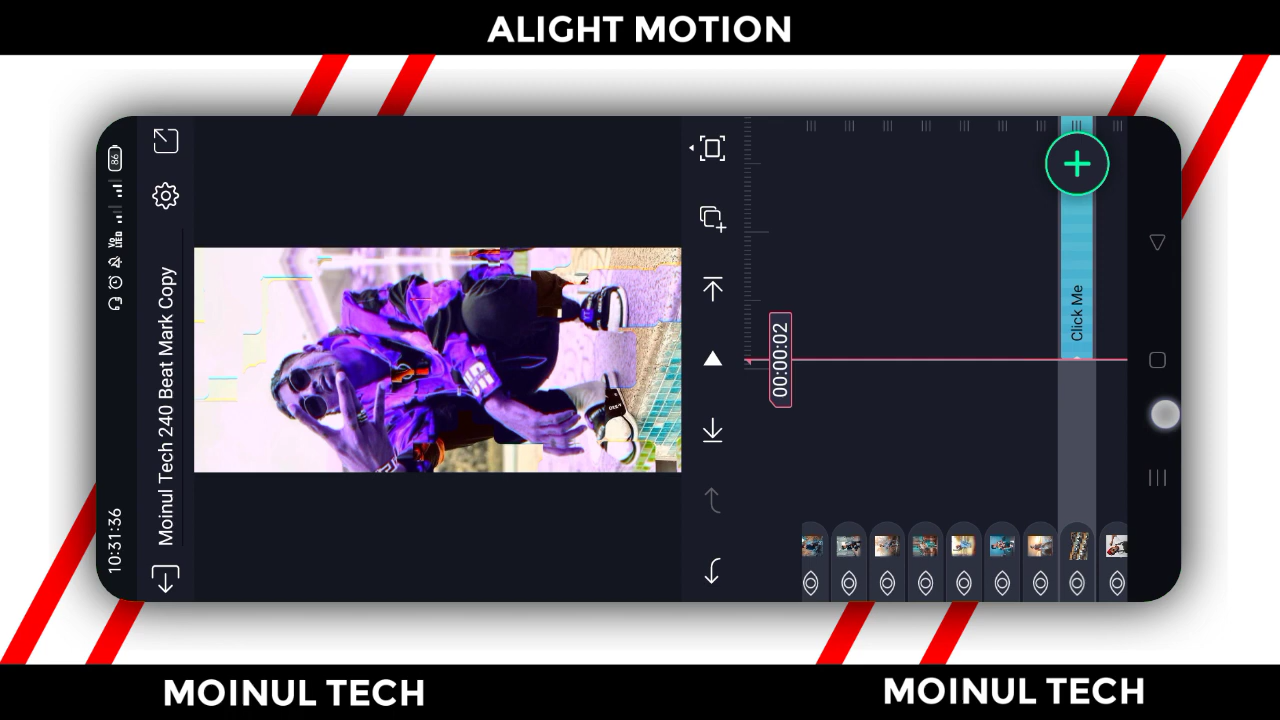 ALIGHT MOTION
10:31:36
86
Moinul Tech 240 Beat Mark Copy
00:00:02
Click Me
MOINUL TECH
MOINUL TECH